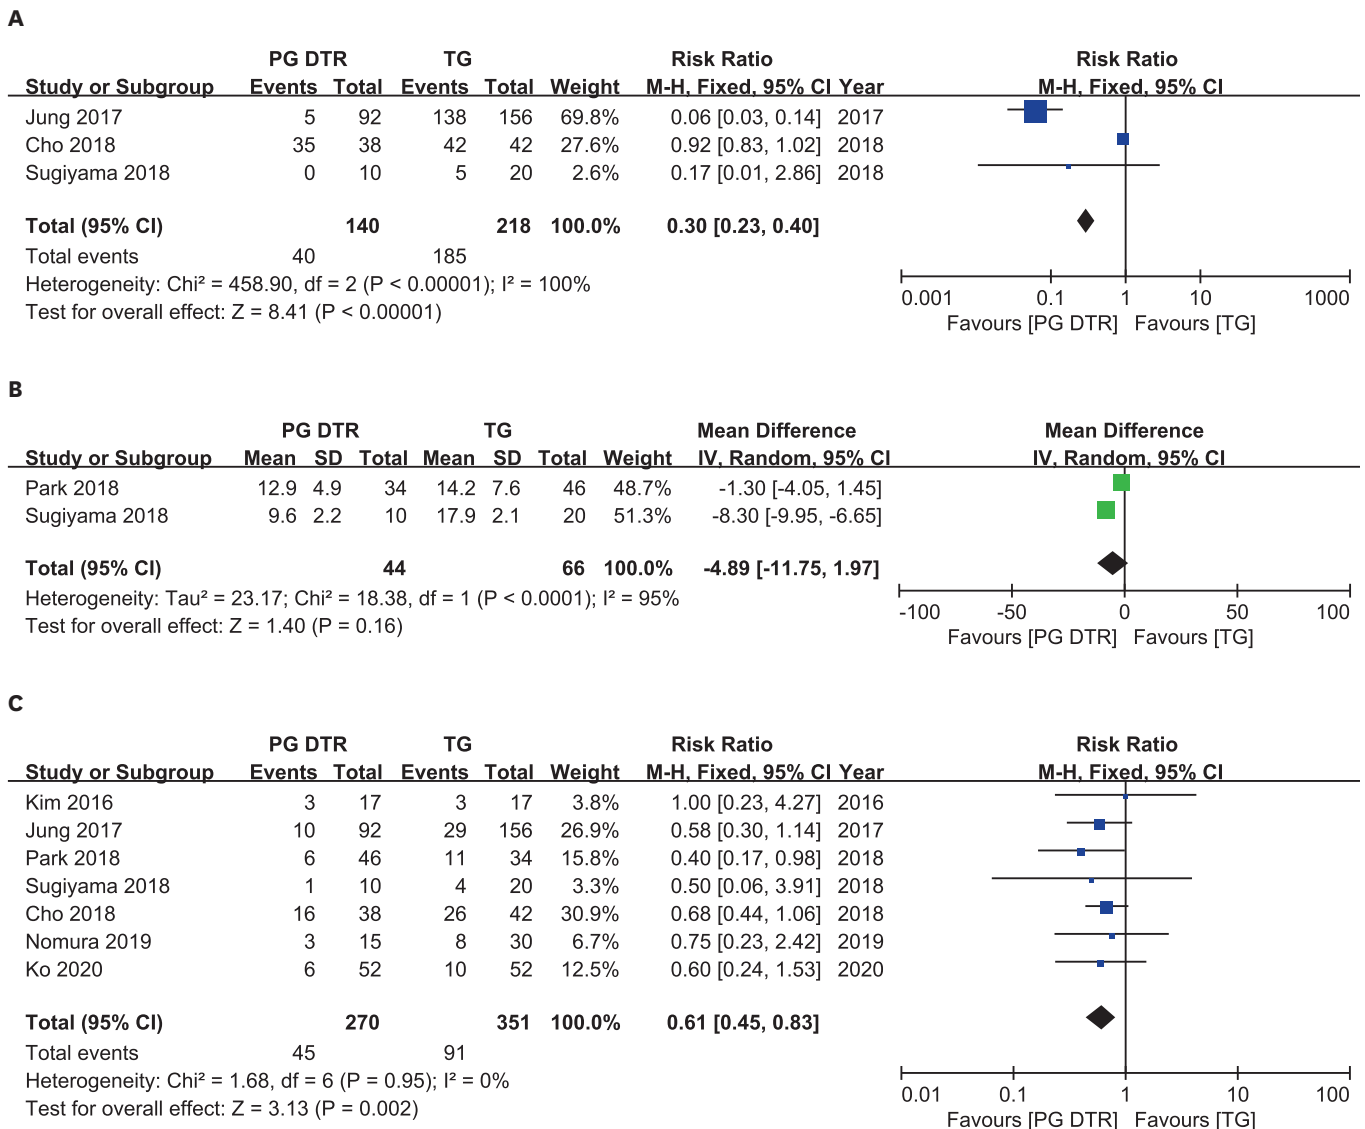 A
PG DTR TG Risk Ratio Risk Ratio
Study or Subgroup Events Total Events Total Weight M-H, Fixed, 95% CI Year M-H, Fixed, 95% CI
Jung 2017 5 92 138 156 69.8% 0.06 [0.03, 0.14] 2017
Cho 2018 35 38 42 42 27.6% 0.92 [0.83, 1.02] 2018
Sugiyama 2018 0 10 5 20 2.6% 0.17 [0.01, 2.86] 2018
Total (95% CI) 140 218 100.0% 0.30 [0.23, 0.40]
Total events 40 185
Heterogeneity: Chi² = 458.90, df = 2 (P < 0.00001); I² = 100%
Test for overall effect: Z = 8.41 (P < 0.00001)
0.001 0.1 1 10 1000
Favours [PG DTR] Favours [TG]
B
PG DTR TG Mean Difference Mean Difference
Study or Subgroup Mean SD Total Mean SD Total Weight IV, Random, 95% CI IV, Random, 95% CI
Park 2018 12.9 4.9 34 14.2 7.6 46 48.7% -1.30 [-4.05, 1.45]
Sugiyama 2018 9.6 2.2 10 17.9 2.1 20 51.3% -8.30 [-9.95, -6.65]
Total (95% CI) 44 66 100.0% -4.89 [-11.75, 1.97]
Heterogeneity: Tau² = 23.17; Chi² = 18.38, df = 1 (P < 0.0001); I² = 95%
Test for overall effect: Z = 1.40 (P = 0.16)
-100 -50 0 50 100
Favours [PG DTR] Favours [TG]
C
PG DTR TG Risk Ratio Risk Ratio
Study or Subgroup Events Total Events Total Weight M-H, Fixed, 95% CI Year M-H, Fixed, 95% CI
Kim 2016 3 17 3 17 3.8% 1.00 [0.23, 4.27] 2016
Jung 2017 10 92 29 156 26.9% 0.58 [0.30, 1.14] 2017
Park 2018 6 46 11 34 15.8% 0.40 [0.17, 0.98] 2018
Sugiyama 2018 1 10 4 20 3.3% 0.50 [0.06, 3.91] 2018
Cho 2018 16 38 26 42 30.9% 0.68 [0.44, 1.06] 2018
Nomura 2019 3 15 8 30 6.7% 0.75 [0.23, 2.42] 2019
Ko 2020 6 52 10 52 12.5% 0.60 [0.24, 1.53] 2020
Total (95% CI) 270 351 100.0% 0.61 [0.45, 0.83]
Total events 45 91
Heterogeneity: Chi² = 1.68, df = 6 (P = 0.95); I² = 0%
Test for overall effect: Z = 3.13 (P = 0.002)
0.01 0.1 1 10 100
Favours [PG DTR] Favours [TG]